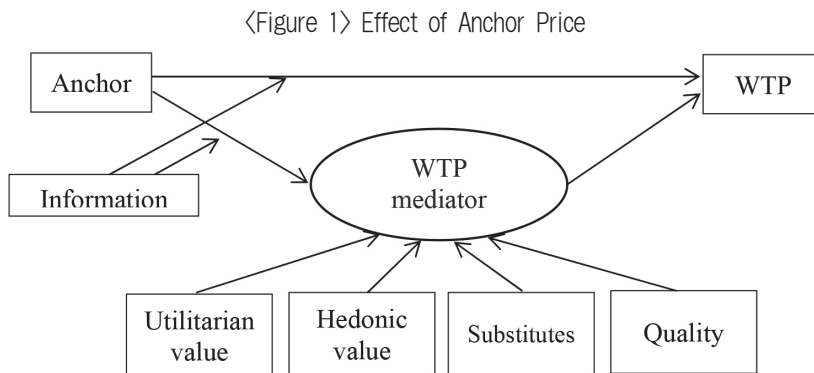 〈Figure 1〉 Effect of Anchor Price
Anchor
WTP
WTP
mediator
Information
Utilitarian
value
Hedonic
value
Substitutes
Quality